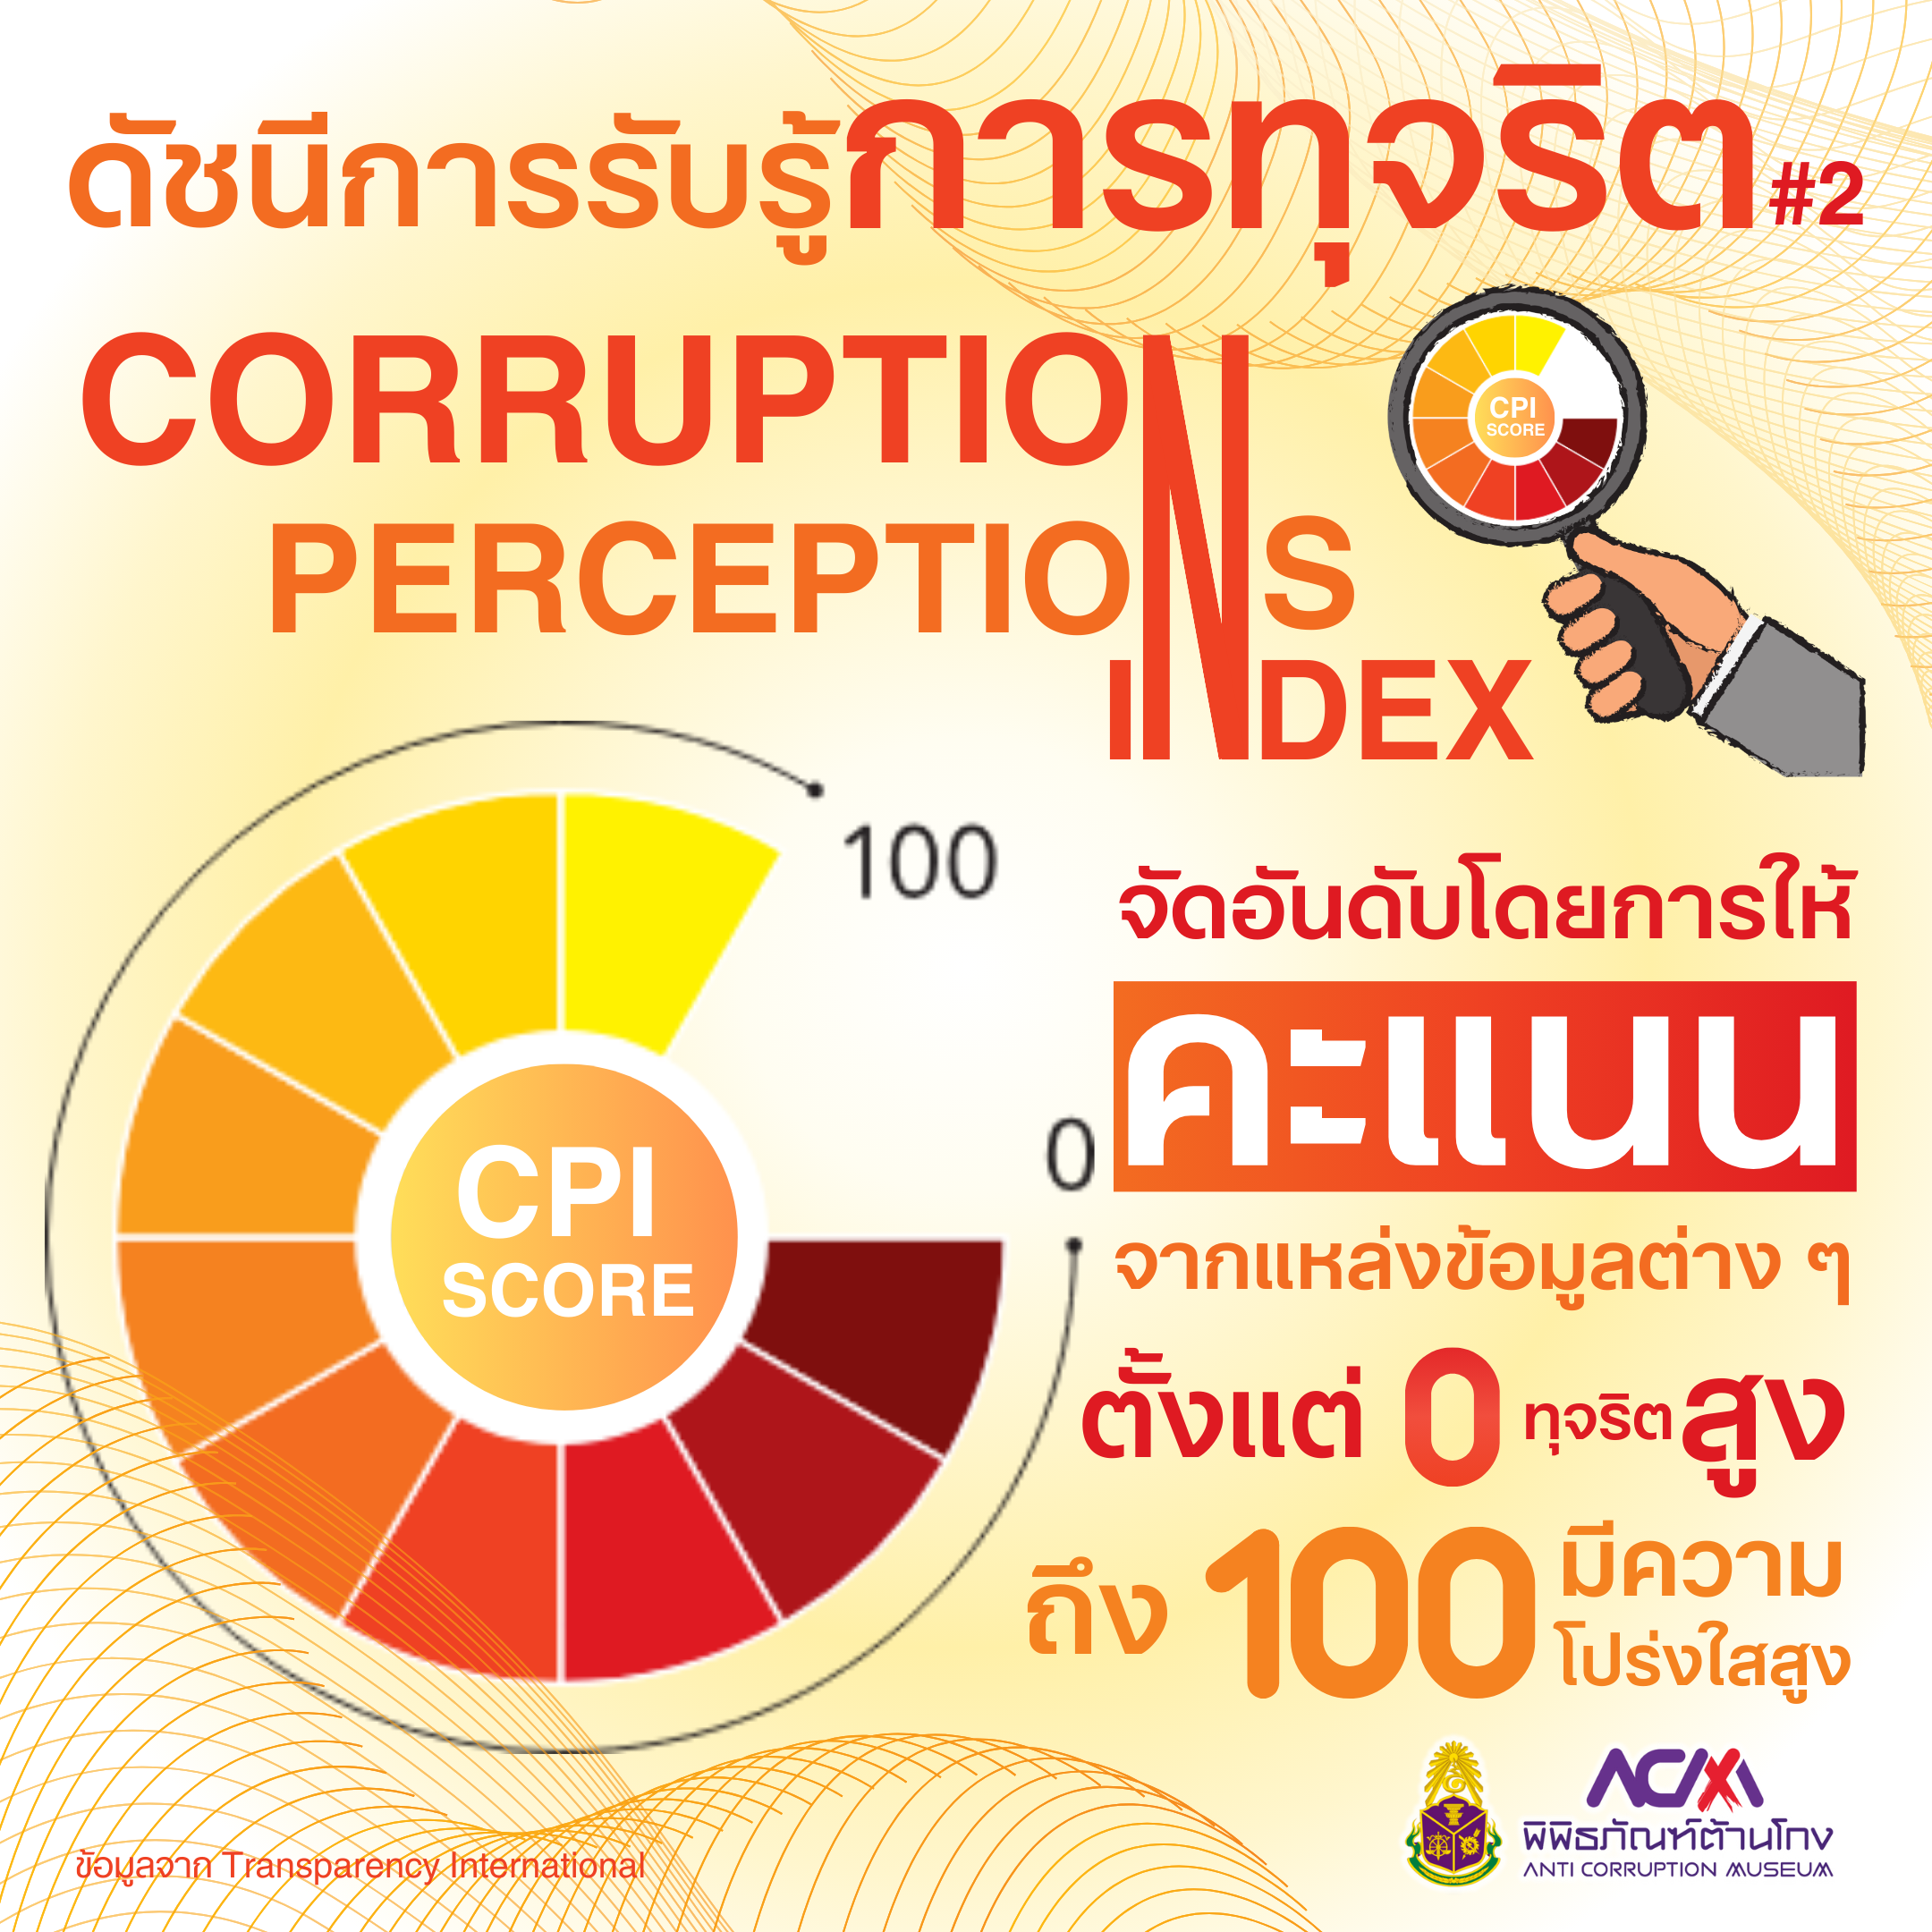 ดัชนีการรับรู้การทุจริต#2
CORRUPTION
PERCEPTIONS
INDEX
CPI
SCORE
100
0
CPI
SCORE
จัดอันดับโดยการให้
คะแนน
จากแหล่งข้อมูลต่าง ๆ
ตั้งแต่ 0 ทุจริตสูง
ถึง 100 มีความ
โปร่งใสสูง
ข้อมูลจาก Transparency International
ACM
พิพิธภัณฑ์ต้านโกง
ANTI CORRUPTION MUSEUM